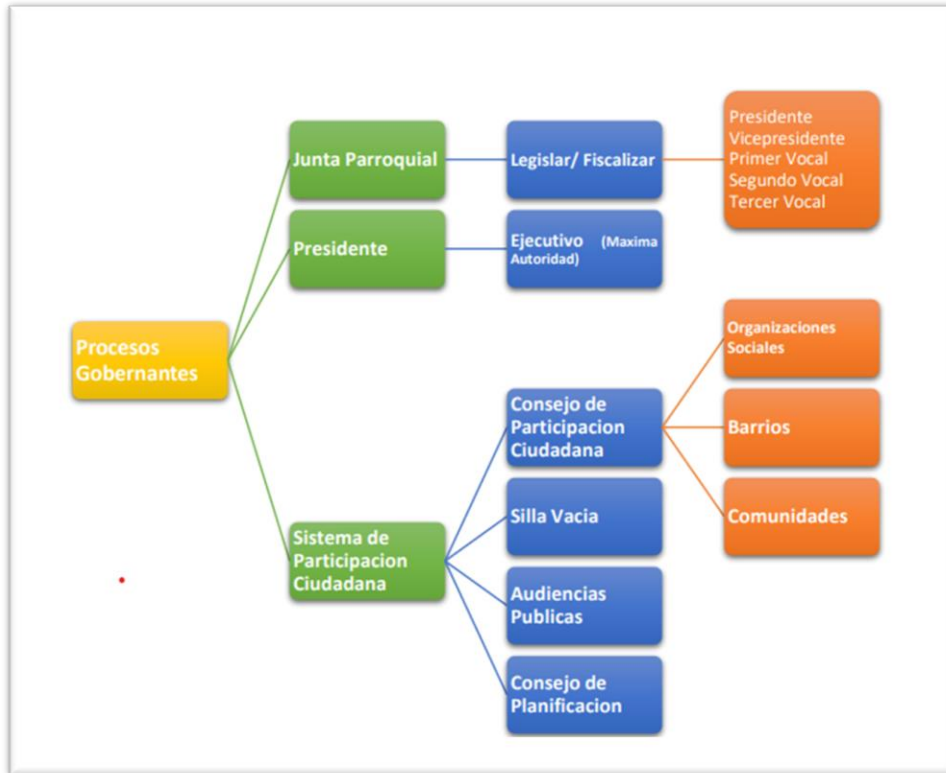 Procesos
Gobernantes
Junta Parroquial
Legislar/ Fiscalizar
Presidente
Vicepresidente
Primer Vocal
Segundo Vocal
Tercer Vocal
Presidente
Ejecutivo (Maxima
Autoridad)
Sistema de
Participacion
Ciudadana
Consejo de
Participacion
Ciudadana
Organizaciones
Sociales
Barrios
Comunidades
Silla Vacia
Audiencias
Publicas
Consejo de
Planificacion